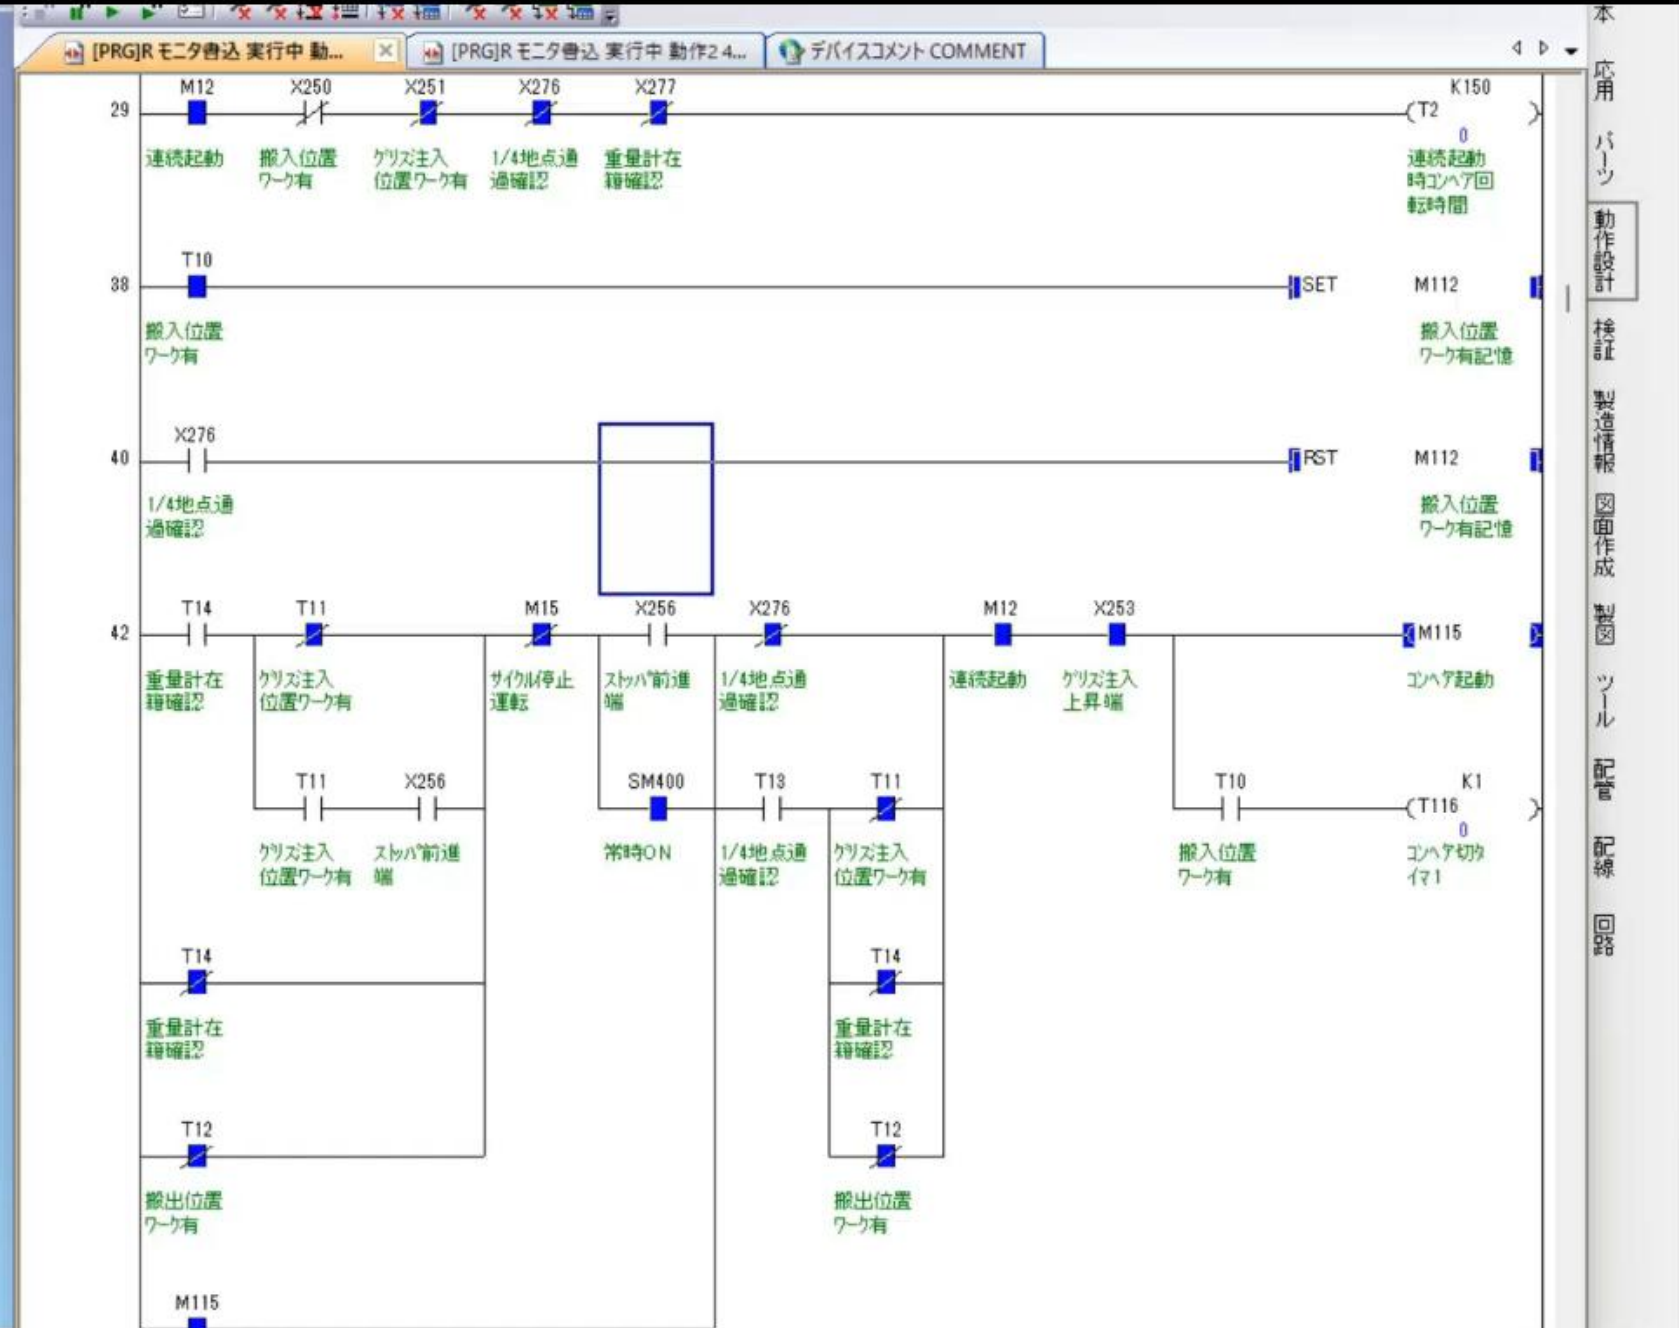 [PRG]R モニタ書込 実行中 動...
[PRG]R モニタ書込 実行中 動作2 4...
デバイスコメント COMMENT
本
応用
パーツ
動作設計
検証
製造情報
図面作成
製図
ツール
配管
配線
回路
M12 X250 X251 X276 X277 K150
29 (T2 )
0
連続起動 搬入位置 グリス注入 1/4地点通 重量計在 連続起動
ワーク有 位置ワーク有 過確認 籍確認 時コンベア回
転時間
T10
38 SET M112
搬入位置 搬入位置
ワーク有 ワーク有記憶
X276
40 RST M112
1/4地点通 搬入位置
過確認 ワーク有記憶
T14 T11 M15 X256 X276 M12 X253
42 M115
重量計在 グリス注入 サイクル停止 ストッパ前進 1/4地点通 連続起動 グリス注入 コンベア起動
籍確認 位置ワーク有 運転 端 過確認 上昇端
T11 X256 SM400 T13 T11 T10 K1
(T116 )
0
グリス注入 ストッパ前進 常時ON 1/4地点通 グリス注入 搬入位置 コンベア切タ
位置ワーク有 端 過確認 位置ワーク有 ワーク有 イマ1
T14 T14
重量計在 重量計在
籍確認 籍確認
T12 T12
搬出位置 搬出位置
ワーク有 ワーク有
M115